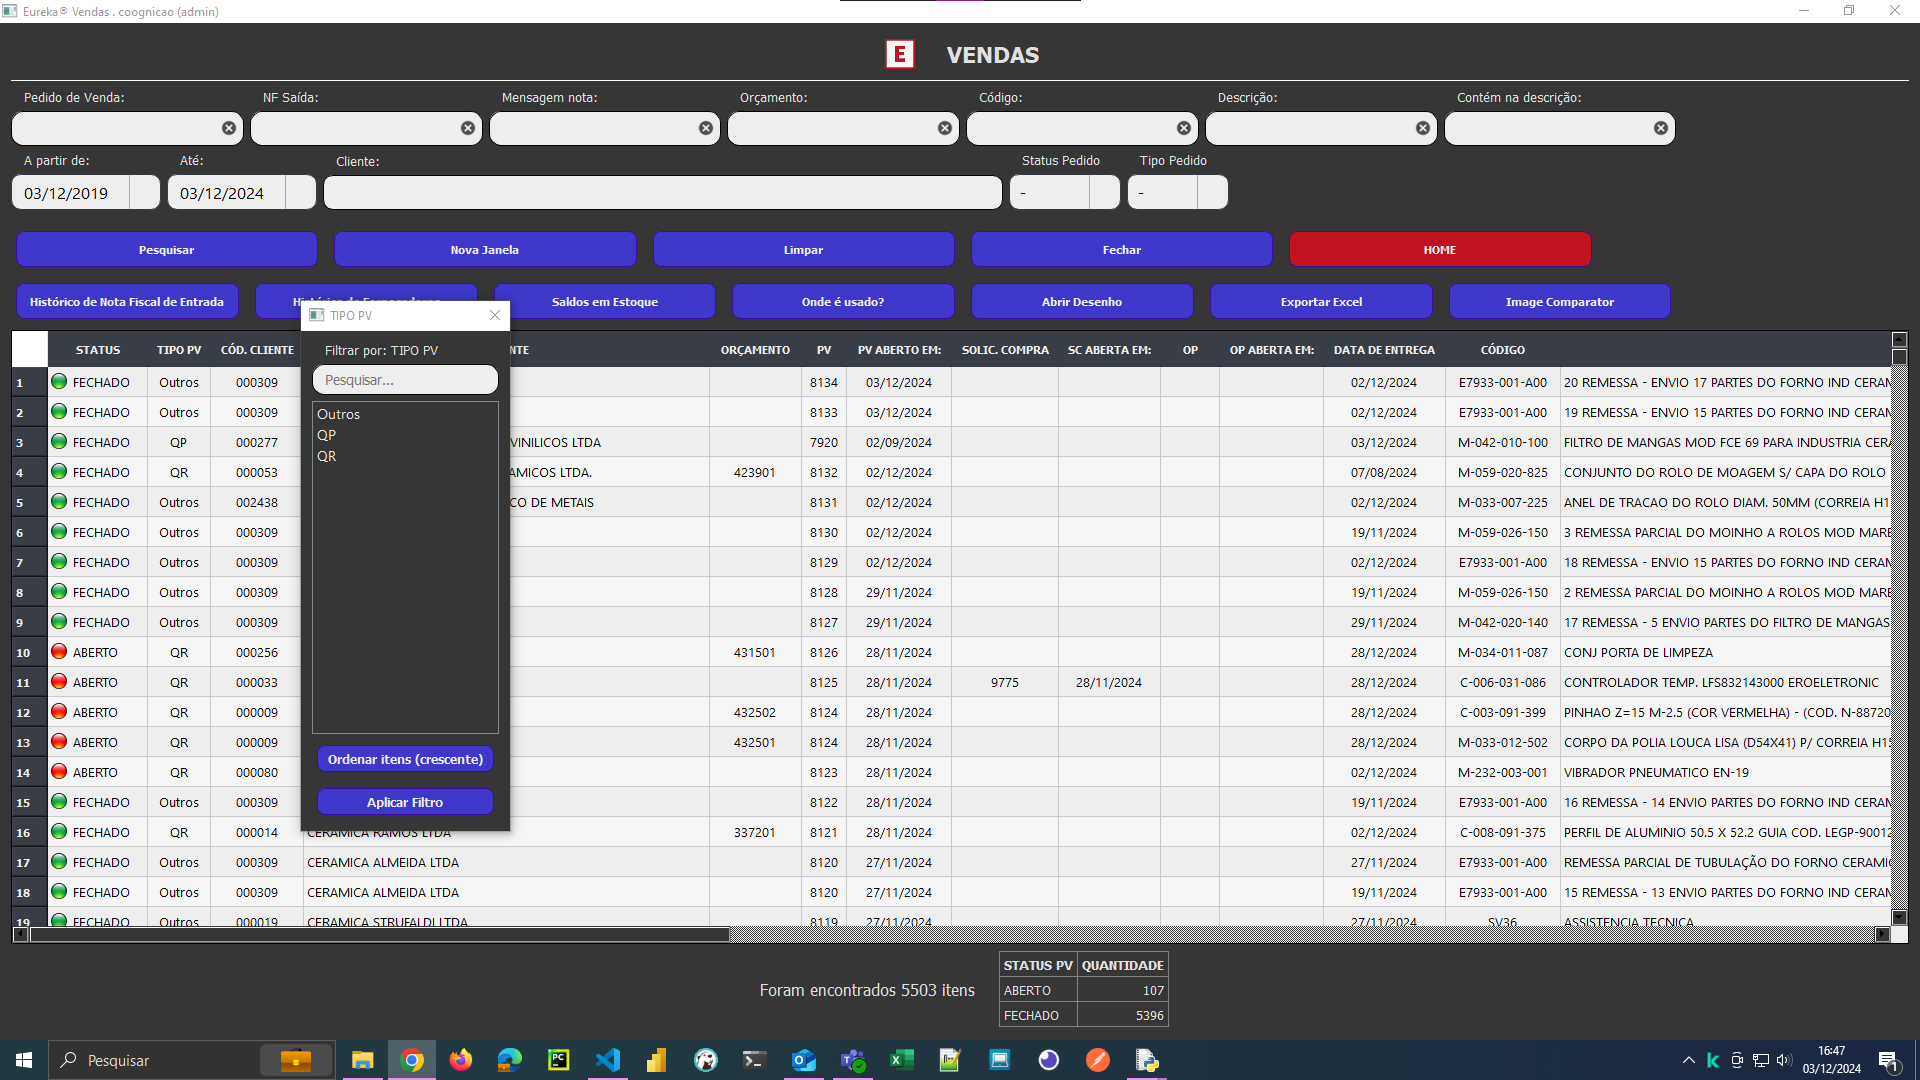 Eureka® Vendas . coognicao (admin)
E VENDAS
Pedido de Venda: NF Saída: Mensagem nota: Orçamento: Código: Descrição: Contém na descrição:
A partir de: Até: Cliente: Status Pedido Tipo Pedido
03/12/2019 03/12/2024 - -
Pesquisar Nova Janela Limpar Fechar HOME
Histórico de Nota Fiscal de Entrada Saldos em Estoque Onde é usado? Abrir Desenho Exportar Excel Image Comparator
TIPO PV
Filtrar por: TIPO PV
Pesquisar...
Outros
QP
QR
Ordenar itens (crescente)
Aplicar Filtro
STATUS TIPO PV CÓD. CLIENTE NTE ORÇAMENTO PV PV ABERTO EM: SOLIC. COMPRA SC ABERTA EM: OP OP ABERTA EM: DATA DE ENTREGA CÓDIGO
1 FECHADO Outros 000309 8134 03/12/2024 02/12/2024 E7933-001-A00 20 REMESSA - ENVIO 17 PARTES DO FORNO IND CERAM
2 FECHADO Outros 000309 8133 03/12/2024 02/12/2024 E7933-001-A00 19 REMESSA - ENVIO 15 PARTES DO FORNO IND CERAM
3 FECHADO QP 000277 VINILICOS LTDA 7920 02/09/2024 03/12/2024 M-042-010-100 FILTRO DE MANGAS MOD FCE 69 PARA INDUSTRIA CERA
4 FECHADO QR 000053 AMICOS LTDA. 423901 8132 02/12/2024 07/08/2024 M-059-020-825 CONJUNTO DO ROLO DE MOAGEM S/ CAPA DO ROLO
5 FECHADO Outros 002438 CO DE METAIS 8131 02/12/2024 02/12/2024 M-033-007-225 ANEL DE TRACAO DO ROLO DIAM. 50MM (CORREIA H1
6 FECHADO Outros 000309 8130 02/12/2024 19/11/2024 M-059-026-150 3 REMESSA PARCIAL DO MOINHO A ROLOS MOD MARE
7 FECHADO Outros 000309 8129 02/12/2024 02/12/2024 E7933-001-A00 18 REMESSA - ENVIO 15 PARTES DO FORNO IND CERAM
8 FECHADO Outros 000309 8128 29/11/2024 19/11/2024 M-059-026-150 2 REMESSA PARCIAL DO MOINHO A ROLOS MOD MARE
9 FECHADO Outros 000309 8127 29/11/2024 29/11/2024 M-042-020-140 17 REMESSA - 5 ENVIO PARTES DO FILTRO DE MANGAS
10 ABERTO QR 000256 431501 8126 28/11/2024 28/12/2024 M-034-011-087 CONJ PORTA DE LIMPEZA
11 ABERTO QR 000033 8125 28/11/2024 9775 28/11/2024 28/12/2024 C-006-031-086 CONTROLADOR TEMP. LFS832143000 EROELETRONIC
12 ABERTO QR 000009 432502 8124 28/11/2024 28/12/2024 C-003-091-399 PINHAO Z=15 M-2.5 (COR VERMELHA) - (COD. N-88720
13 ABERTO QR 000009 432501 8124 28/11/2024 28/12/2024 M-033-012-502 CORPO DA POLIA LOUCA LISA (D54X41) P/ CORREIA H15
14 ABERTO QR 000080 8123 28/11/2024 02/12/2024 M-232-003-001 VIBRADOR PNEUMATICO EN-19
15 FECHADO Outros 000309 8122 28/11/2024 19/11/2024 E7933-001-A00 16 REMESSA - 14 ENVIO PARTES DO FORNO IND CERAM
16 FECHADO QR 000014 CERAMICA RAMOS LTDA 337201 8121 28/11/2024 02/12/2024 C-008-091-375 PERFIL DE ALUMINIO 50.5 X 52.2 GUIA COD. LEGP-90012
17 FECHADO Outros 000309 CERAMICA ALMEIDA LTDA 8120 27/11/2024 27/11/2024 E7933-001-A00 REMESSA PARCIAL DE TUBULAÇÃO DO FORNO CERAMIC
18 FECHADO Outros 000309 CERAMICA ALMEIDA LTDA 8120 27/11/2024 19/11/2024 E7933-001-A00 15 REMESSA - 13 ENVIO PARTES DO FORNO IND CERAM
19 FECHADO Outros 000019 CERAMICA STRUFALDI LTDA 8119 27/11/2024 27/11/2024 SV36 ASSISTENCIA TECNICA
Foram encontrados 5503 itens
STATUS PV QUANTIDADE
ABERTO 107
FECHADO 5396
Pesquisar
16:47
03/12/2024
1